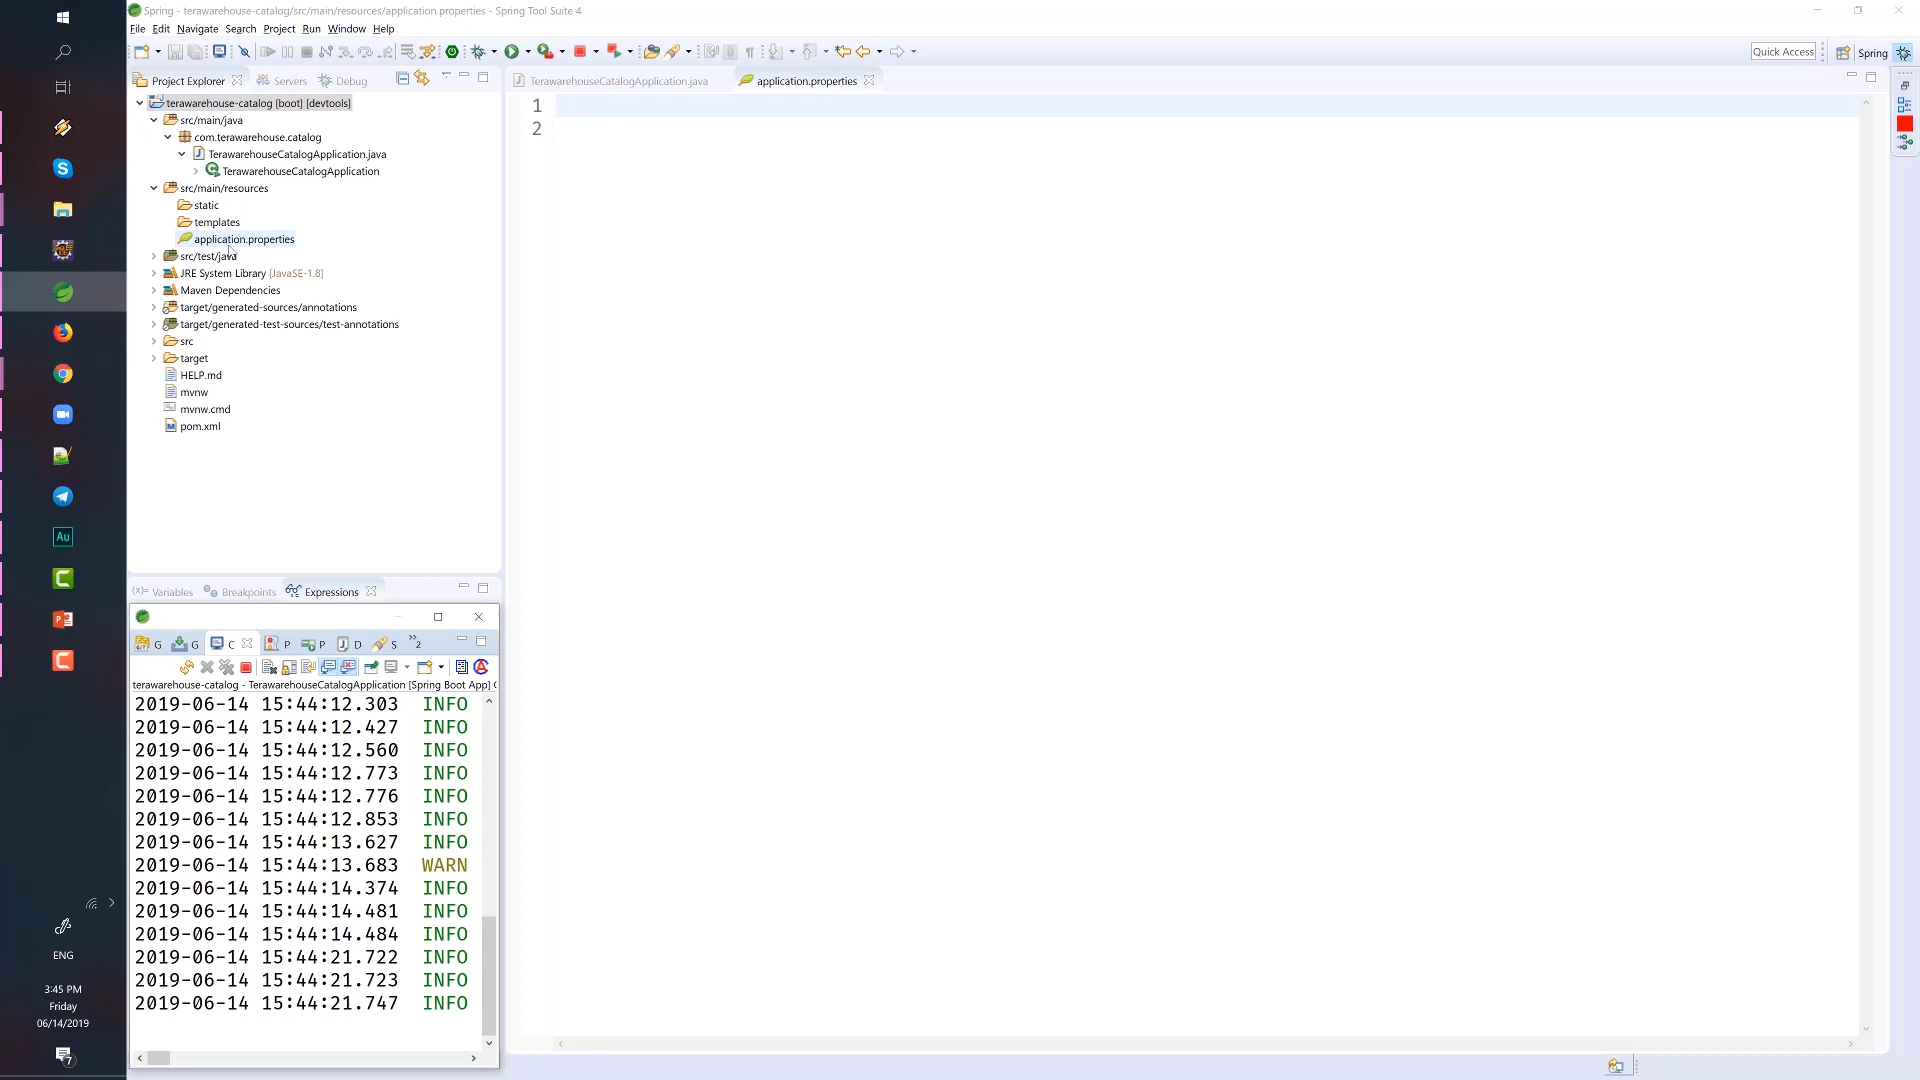 Spring - terawarehouse-catalog/src/main/resources/application.properties - Spring Tool Suite 4
File Edit Navigate Search Project Run Window Help
Quick Access
Spring
Project Explorer
Servers
Debug
TerawarehouseCatalogApplication.java
application.properties
terawarehouse-catalog [boot] [devtools]
src/main/java
com.terawarehouse.catalog
TerawarehouseCatalogApplication.java
TerawarehouseCatalogApplication
src/main/resources
static
templates
application.properties
src/test/java
JRE System Library [JavaSE-1.8]
Maven Dependencies
target/generated-sources/annotations
target/generated-test-sources/test-annotations
src
target
HELP.md
mvnw
mvnw.cmd
pom.xml
1
2
(x)= Variables
Breakpoints
Expressions
G
G
C
P
P
D
S
»2
terawarehouse-catalog - TerawarehouseCatalogApplication [Spring Boot App]
2019-06-14 15:44:12.303 INFO
2019-06-14 15:44:12.427 INFO
2019-06-14 15:44:12.560 INFO
2019-06-14 15:44:12.773 INFO
2019-06-14 15:44:12.776 INFO
2019-06-14 15:44:12.853 INFO
2019-06-14 15:44:13.627 INFO
2019-06-14 15:44:13.683 WARN
2019-06-14 15:44:14.374 INFO
2019-06-14 15:44:14.481 INFO
2019-06-14 15:44:14.484 INFO
2019-06-14 15:44:21.722 INFO
2019-06-14 15:44:21.723 INFO
2019-06-14 15:44:21.747 INFO
Au
ENG
3:45 PM
Friday
06/14/2019
7